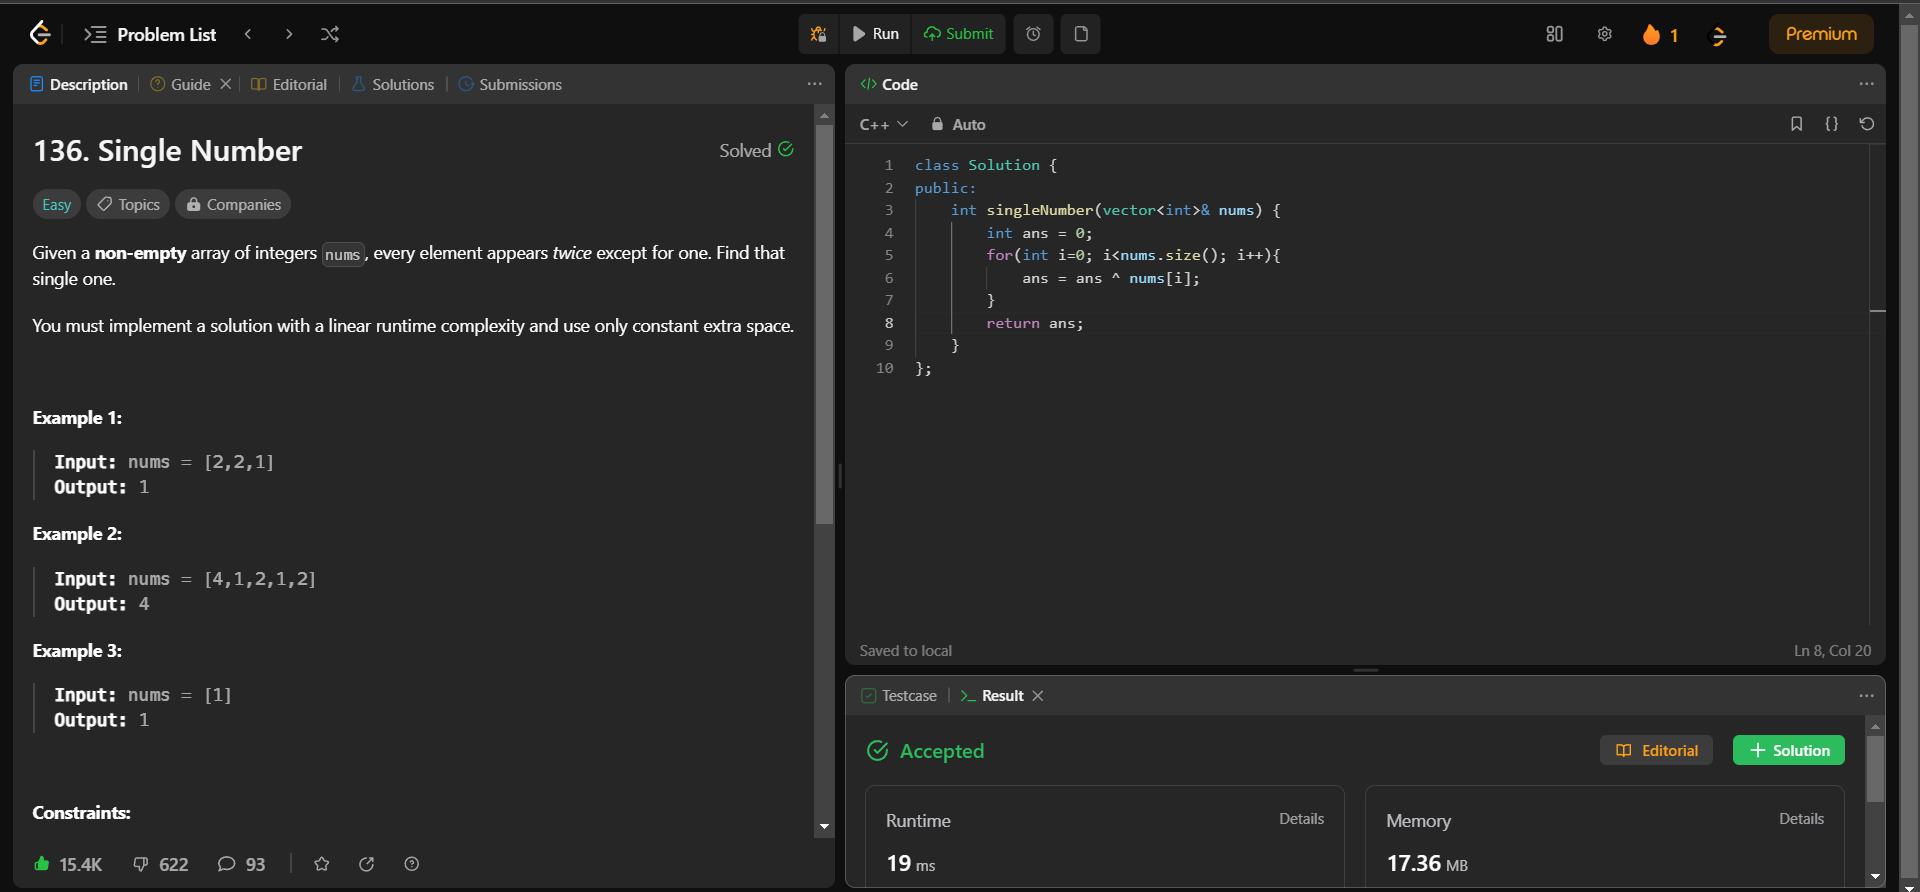 Problem List
Run
Submit
1
Premium
Description
Guide
Editorial
Solutions
Submissions
136. Single Number
Solved
Easy
Topics
Companies
Given a non-empty array of integers nums, every element appears twice except for one. Find that
single one.
You must implement a solution with a linear runtime complexity and use only constant extra space.
Example 1:
Input: nums = [2,2,1]
Output: 1
Example 2:
Input: nums = [4,1,2,1,2]
Output: 4
Example 3:
Input: nums = [1]
Output: 1
Constraints:
15.4K
622
93
</> Code
C++
Auto
{}
1 class Solution {
2 public:
3     int singleNumber(vector<int>& nums) {
4         int ans = 0;
5         for(int i=0; i<nums.size(); i++){
6             ans = ans ^ nums[i];
7         }
8         return ans;
9     }
10 };
Saved to local
Ln 8, Col 20
Testcase
>_ Result
Accepted
Editorial
+ Solution
Runtime
Details
19 ms
Memory
Details
17.36 MB